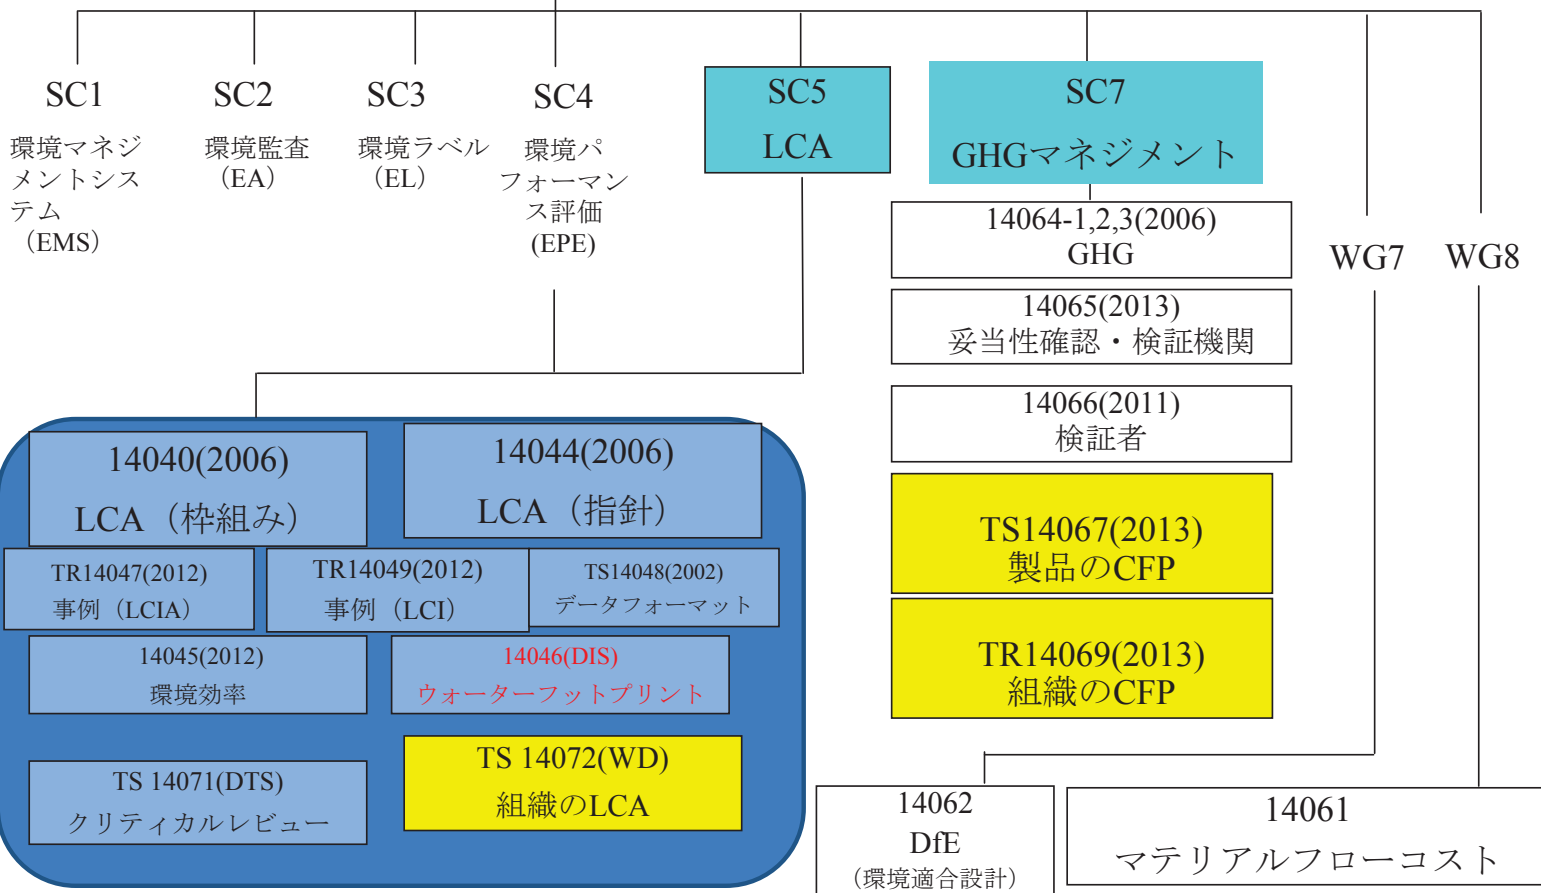 SC1
環境マネジ
メントシス
テム
（EMS）
SC2
環境監査
（EA）
SC3
環境ラベル
（EL）
SC4
環境パ
フォーマン
ス評価
(EPE)
SC5
LCA
SC7
GHGマネジメント
14064-1,2,3(2006)
GHG
14065(2013)
妥当性確認・検証機関
14066(2011)
検証者
TS14067(2013)
製品のCFP
TR14069(2013)
組織のCFP
WG7
WG8
14040(2006)
LCA（枠組み）
14044(2006)
LCA（指針）
TR14047(2012)
事例（LCIA）
TR14049(2012)
事例（LCI）
TS14048(2002)
データフォーマット
14045(2012)
環境効率
14046(DIS)
ウォーターフットプリント
TS 14071(DTS)
クリティカルレビュー
TS 14072(WD)
組織のLCA
14062
DfE
（環境適合設計）
14061
マテリアルフローコスト